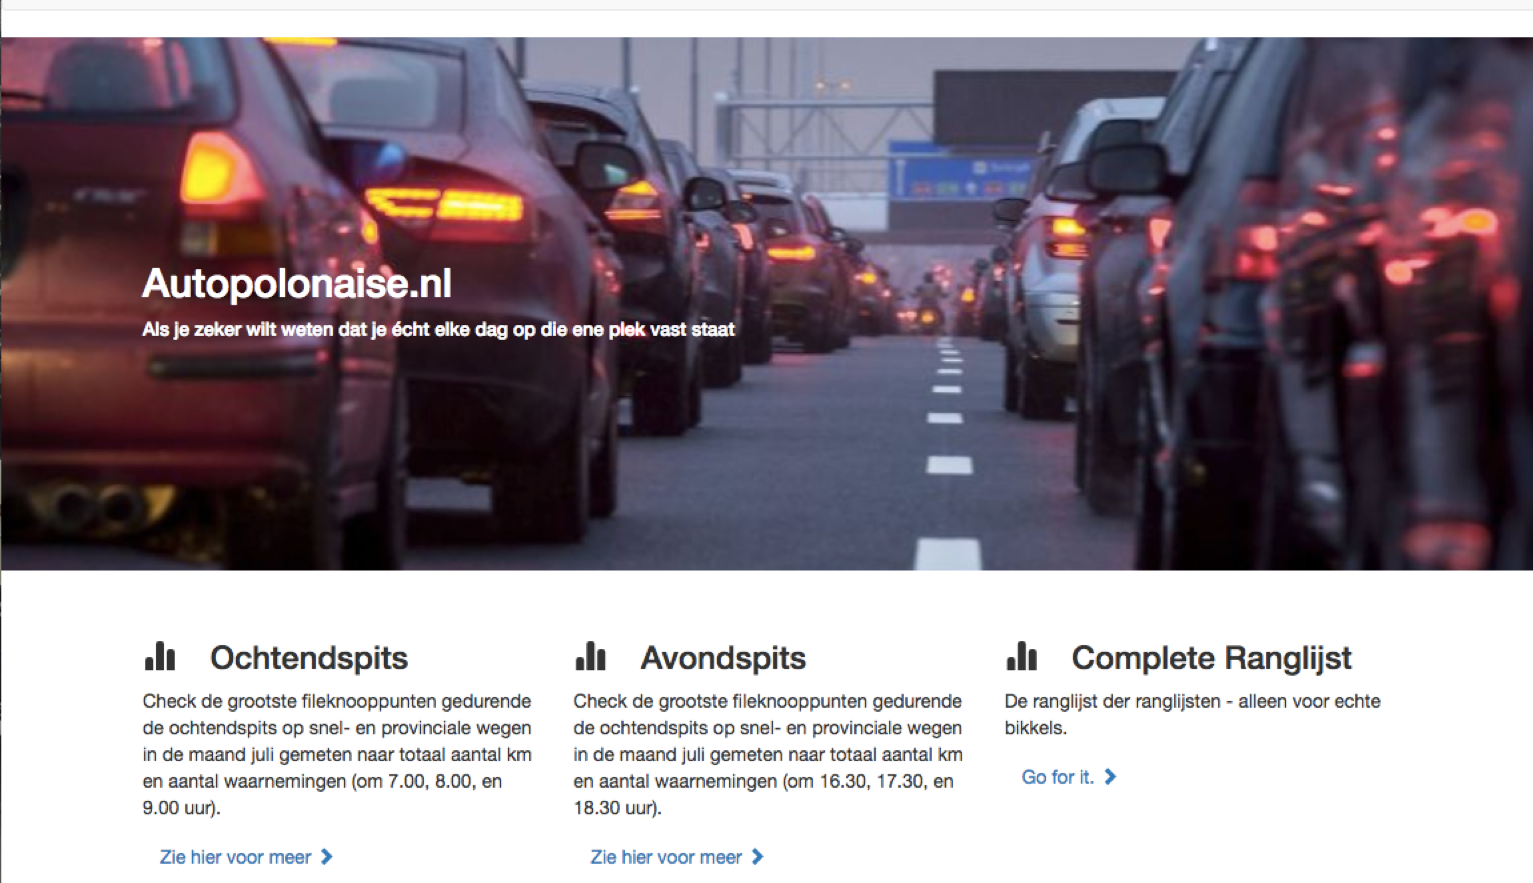 Autopolonaise.nl
Als je zeker wilt weten dat je écht elke dag op die ene plek vast staat
Ochtendspits
Check de grootste fileknooppunten gedurende
de ochtendspits op snel- en provinciale wegen
in de maand juli gemeten naar totaal aantal km
en aantal waarnemingen (om 7.00, 8.00, en
9.00 uur).
Zie hier voor meer
Avondspits
Check de grootste fileknooppunten gedurende
de ochtendspits op snel- en provinciale wegen
in de maand juli gemeten naar totaal aantal km
en aantal waarnemingen (om 16.30, 17.30, en
18.30 uur).
Zie hier voor meer
Complete Ranglijst
De ranglijst der ranglijsten - alleen voor echte
bikkels.
Go for it.